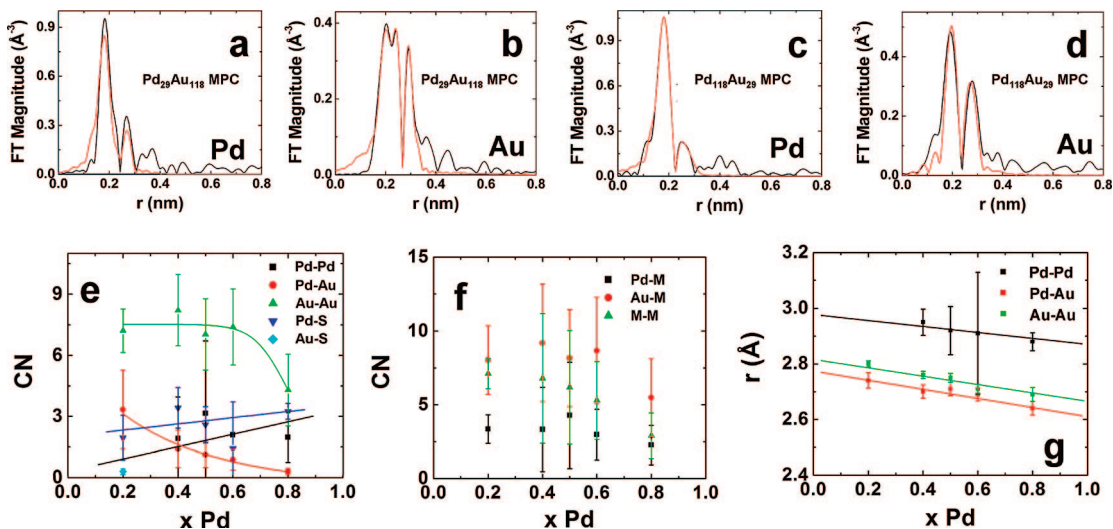 a
Pd29Au118 MPC
Pd
FT Magnitude (Å-3)
0.9
0.6
0.3
0.0
0.0 0.2 0.4 0.6 0.8
r (nm)
b
Pd29Au118 MPC
Au
FT Magnitude (Å-3)
0.4
0.2
0.0
0.0 0.2 0.4 0.6 0.8
r (nm)
c
Pd118Au29 MPC
Pd
FT Magnitude (Å-3)
0.9
0.6
0.3
0.0
0.0 0.2 0.4 0.6 0.8
r (nm)
d
Pd118Au29 MPC
Au
FT Magnitude (Å-3)
0.4
0.2
0.0
0.0 0.2 0.4 0.6 0.8
r (nm)
e
Pd-Pd
Pd-Au
Au-Au
Pd-S
Au-S
CN
9
6
3
0
0.0 0.2 0.4 0.6 0.8 1.0
x Pd
f
Pd-M
Au-M
M-M
CN
15
10
5
0
0.0 0.2 0.4 0.6 0.8 1.0
x Pd
Pd-Pd
Pd-Au
Au-Au
g
r (Å)
3.2
3.0
2.8
2.6
2.4
0.0 0.2 0.4 0.6 0.8 1.0
x Pd